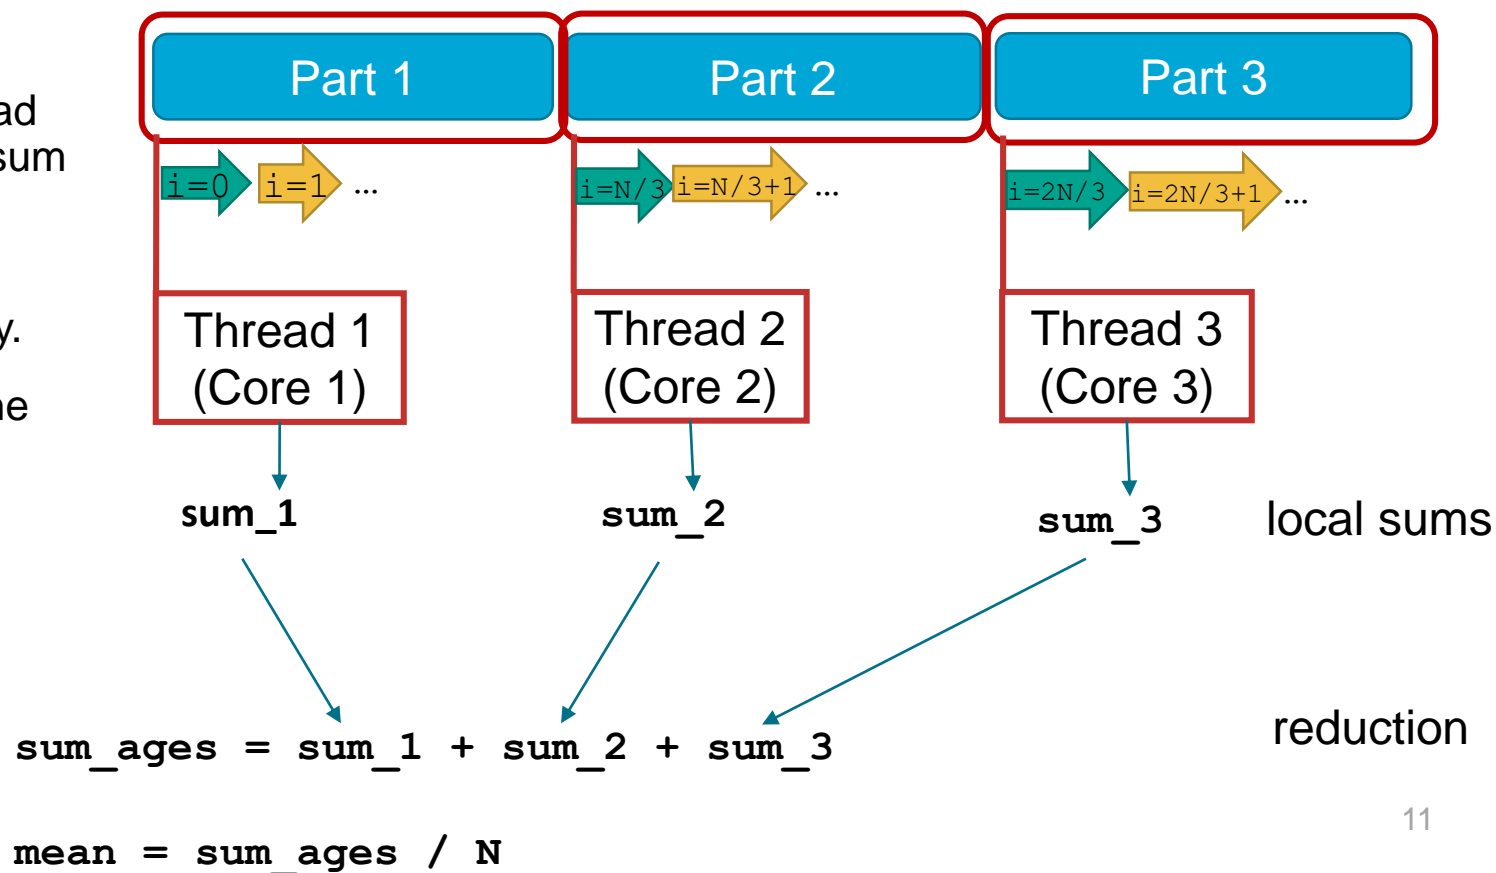 Part 1 Part 2 Part 3
ad
sum
i=0 i=1 ... i=N/3 i=N/3+1 ... i=2N/3 i=2N/3+1 ...
y.
ne
Thread 1
(Core 1)
Thread 2
(Core 2)
Thread 3
(Core 3)
sum_1 sum_2 sum_3 local sums
sum_ages = sum_1 + sum_2 + sum_3 reduction
11
mean = sum_ages / N